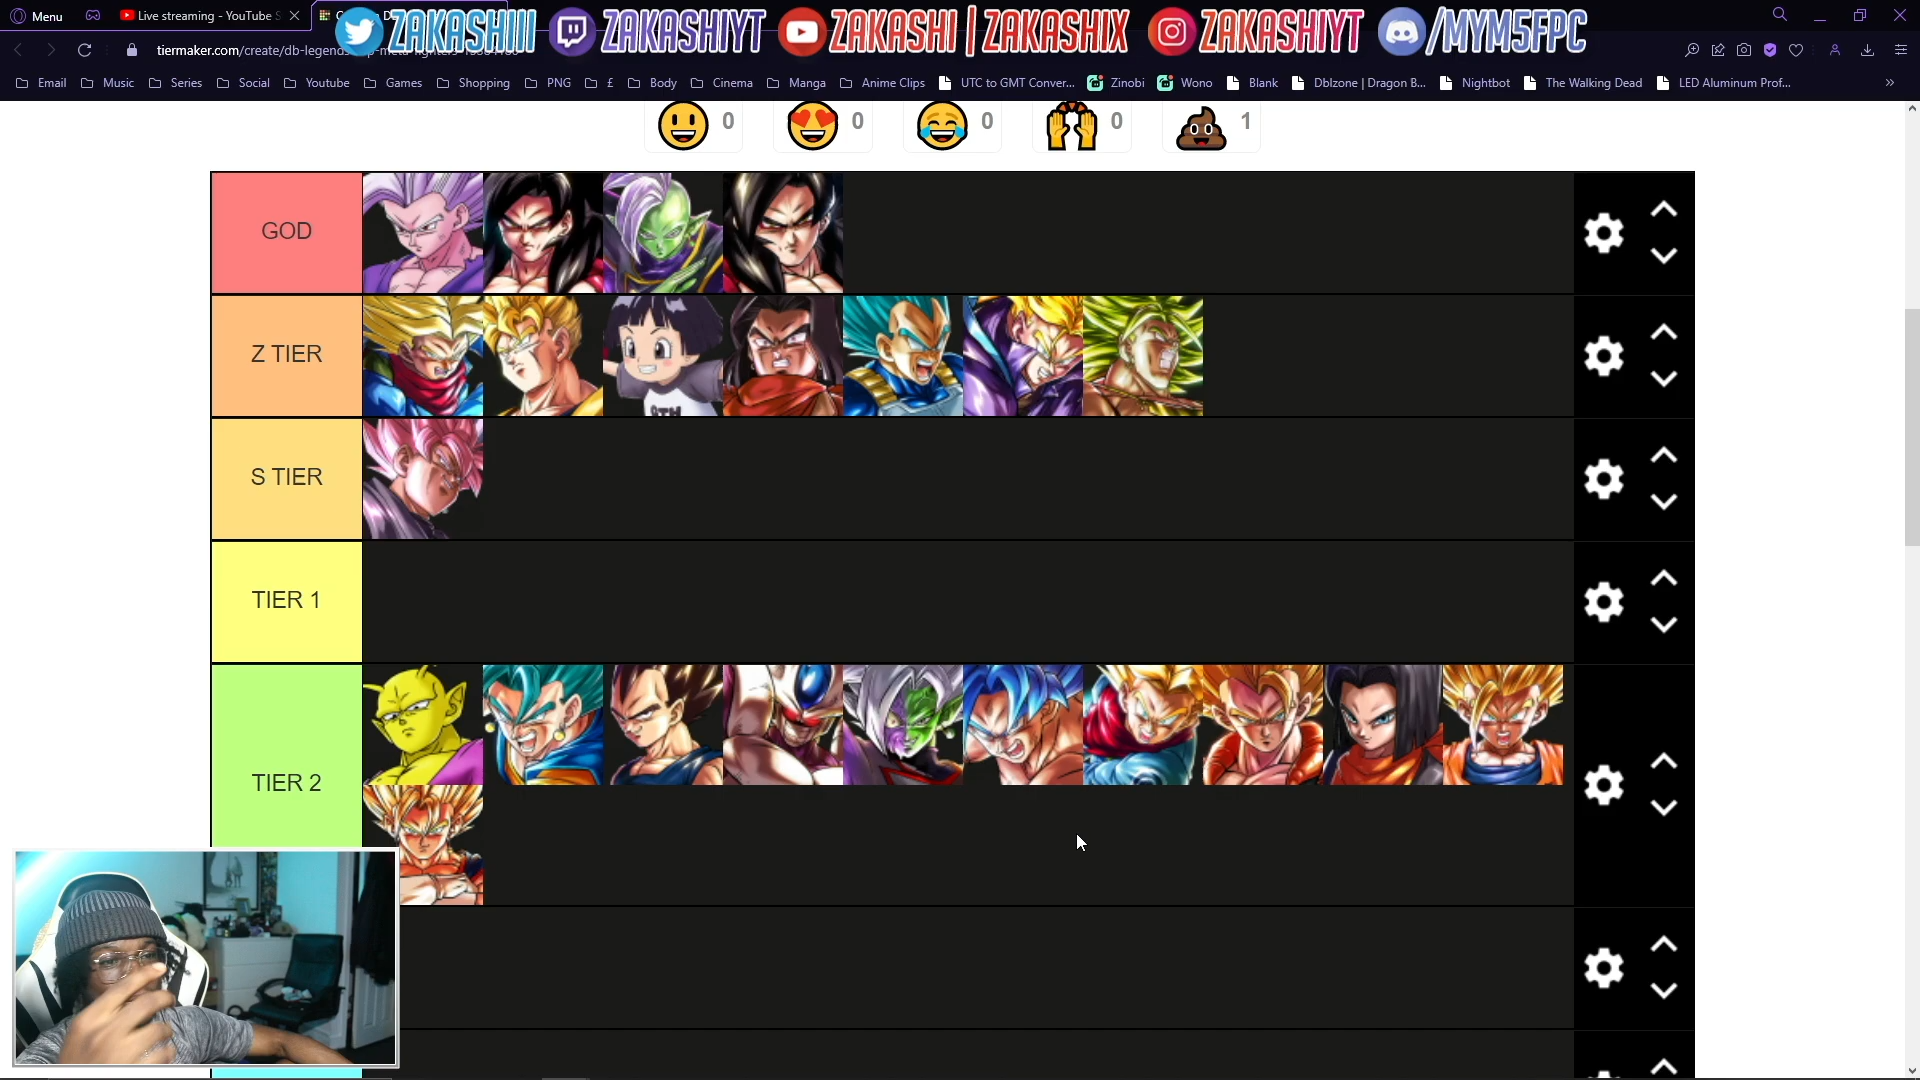 Menu
Live streaming - YouTube S
ZAKASHIII
ZAKASHIYT
ZAKASHI | ZAKASHIX
ZAKASHIYT
/MYM5FPC
tiermaker.com/create/db-legends
Email
Music
Series
Social
Youtube
Games
Shopping
PNG
£
Body
Cinema
Manga
Anime Clips
UTC to GMT Conver...
Zinobi
Wono
Blank
Dblzone | Dragon B...
Nightbot
The Walking Dead
LED Aluminum Prof...
»
0
0
0
0
1
GOD
Z TIER
S TIER
TIER 1
TIER 2